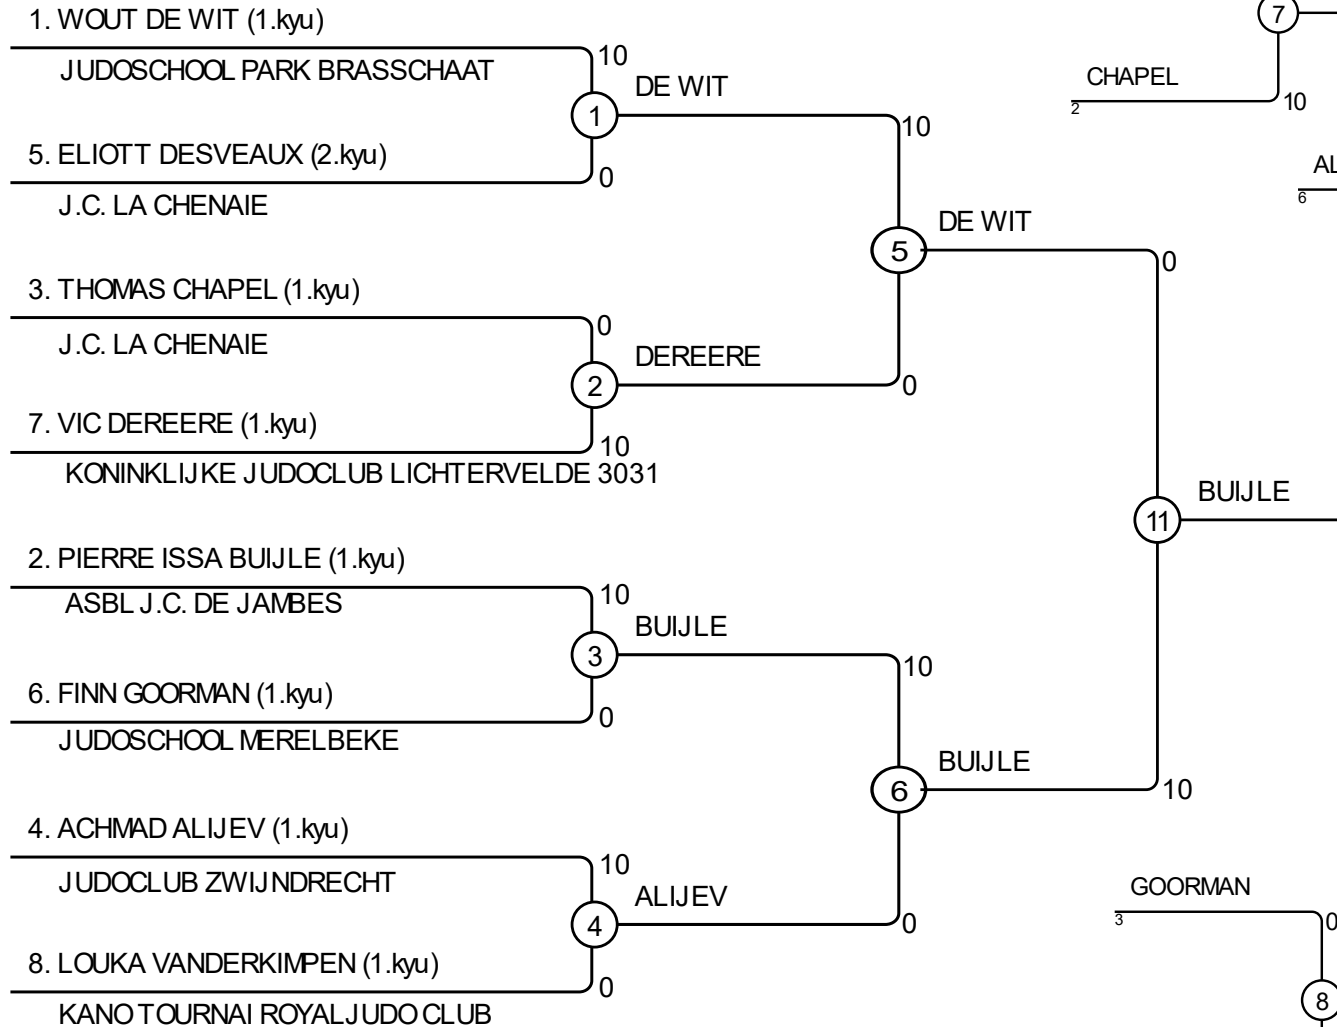 1. WOUT DE WIT (1.kyu)
10
JUDOSCHOOL PARK BRASSCHAAT
1
DE WIT
5. ELIOTT DESVEAUX (2.kyu)
0
J.C. LA CHENAIE
10
5
DE WIT
0
3. THOMAS CHAPEL (1.kyu)
0
J.C. LA CHENAIE
2
DEREERE
0
7. VIC DEREERE (1.kyu)
10
KONINKLIJKE JUDOCLUB LICHTERVELDE 3031
11
BUIJLE
2. PIERRE ISSA BUIJLE (1.kyu)
10
ASBL J.C. DE JAMBES
3
BUIJLE
10
6. FINN GOORMAN (1.kyu)
0
JUDOSCHOOL MERELBEKE
6
BUIJLE
10
4. ACHMAD ALIJEV (1.kyu)
10
JUDOCLUB ZWIJNDRECHT
4
ALIJEV
0
8. LOUKA VANDERKIMPEN (1.kyu)
0
KANO TOURNAI ROYAL JUDO CLUB
7
CHAPEL
2
10
AL
6
GOORMAN
3
0
8